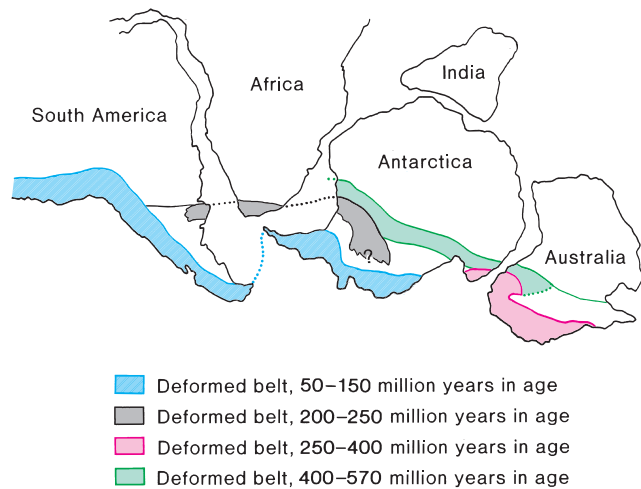 India
Africa
South America
Antarctica
Australia
?
Deformed belt, 50–150 million years in age
Deformed belt, 200–250 million years in age
Deformed belt, 250–400 million years in age
Deformed belt, 400–570 million years in age